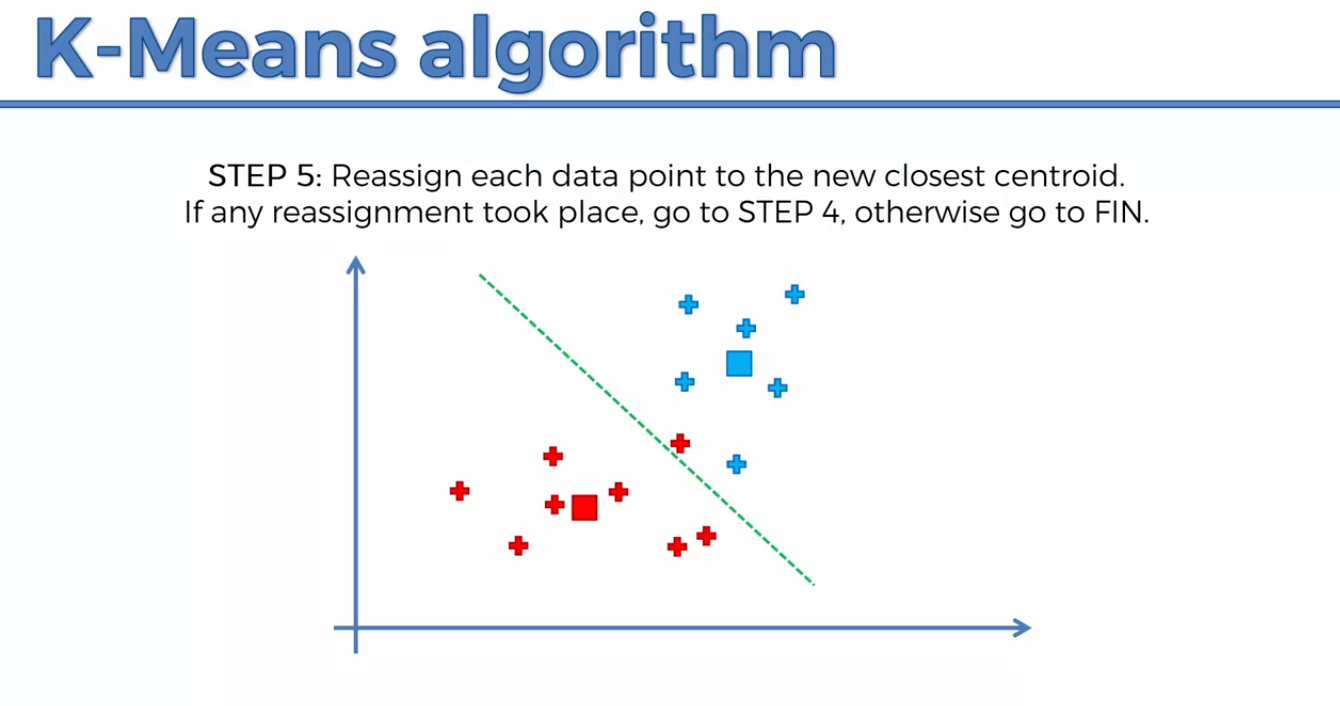 K-Means algorithm
STEP 5: Reassign each data point to the new closest centroid.
If any reassignment took place, go to STEP 4, otherwise go to FIN.